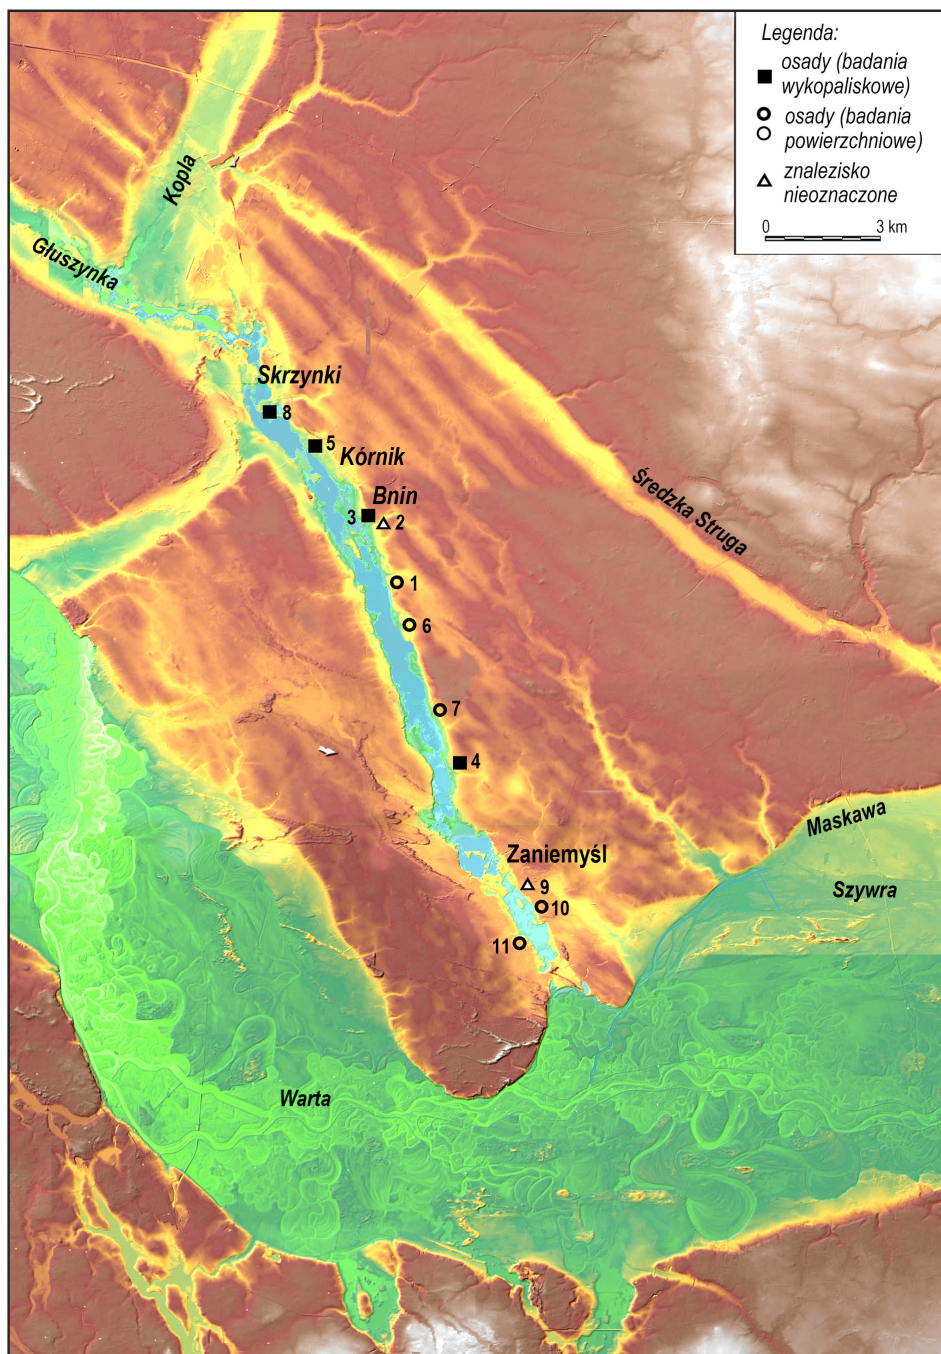 Legenda:
osady (badania
wykopaliskowe)
osady (badania
powierzchniowe)
znalezisko
nieoznaczone
0 3 km
Kopla
Głuszynka
Skrzynki
8
5
Kórnik
Bnin
3
2
Średzka Struga
1
6
7
4
Maskawa
Zaniemyśl
9
Szywra
10
11
Warta